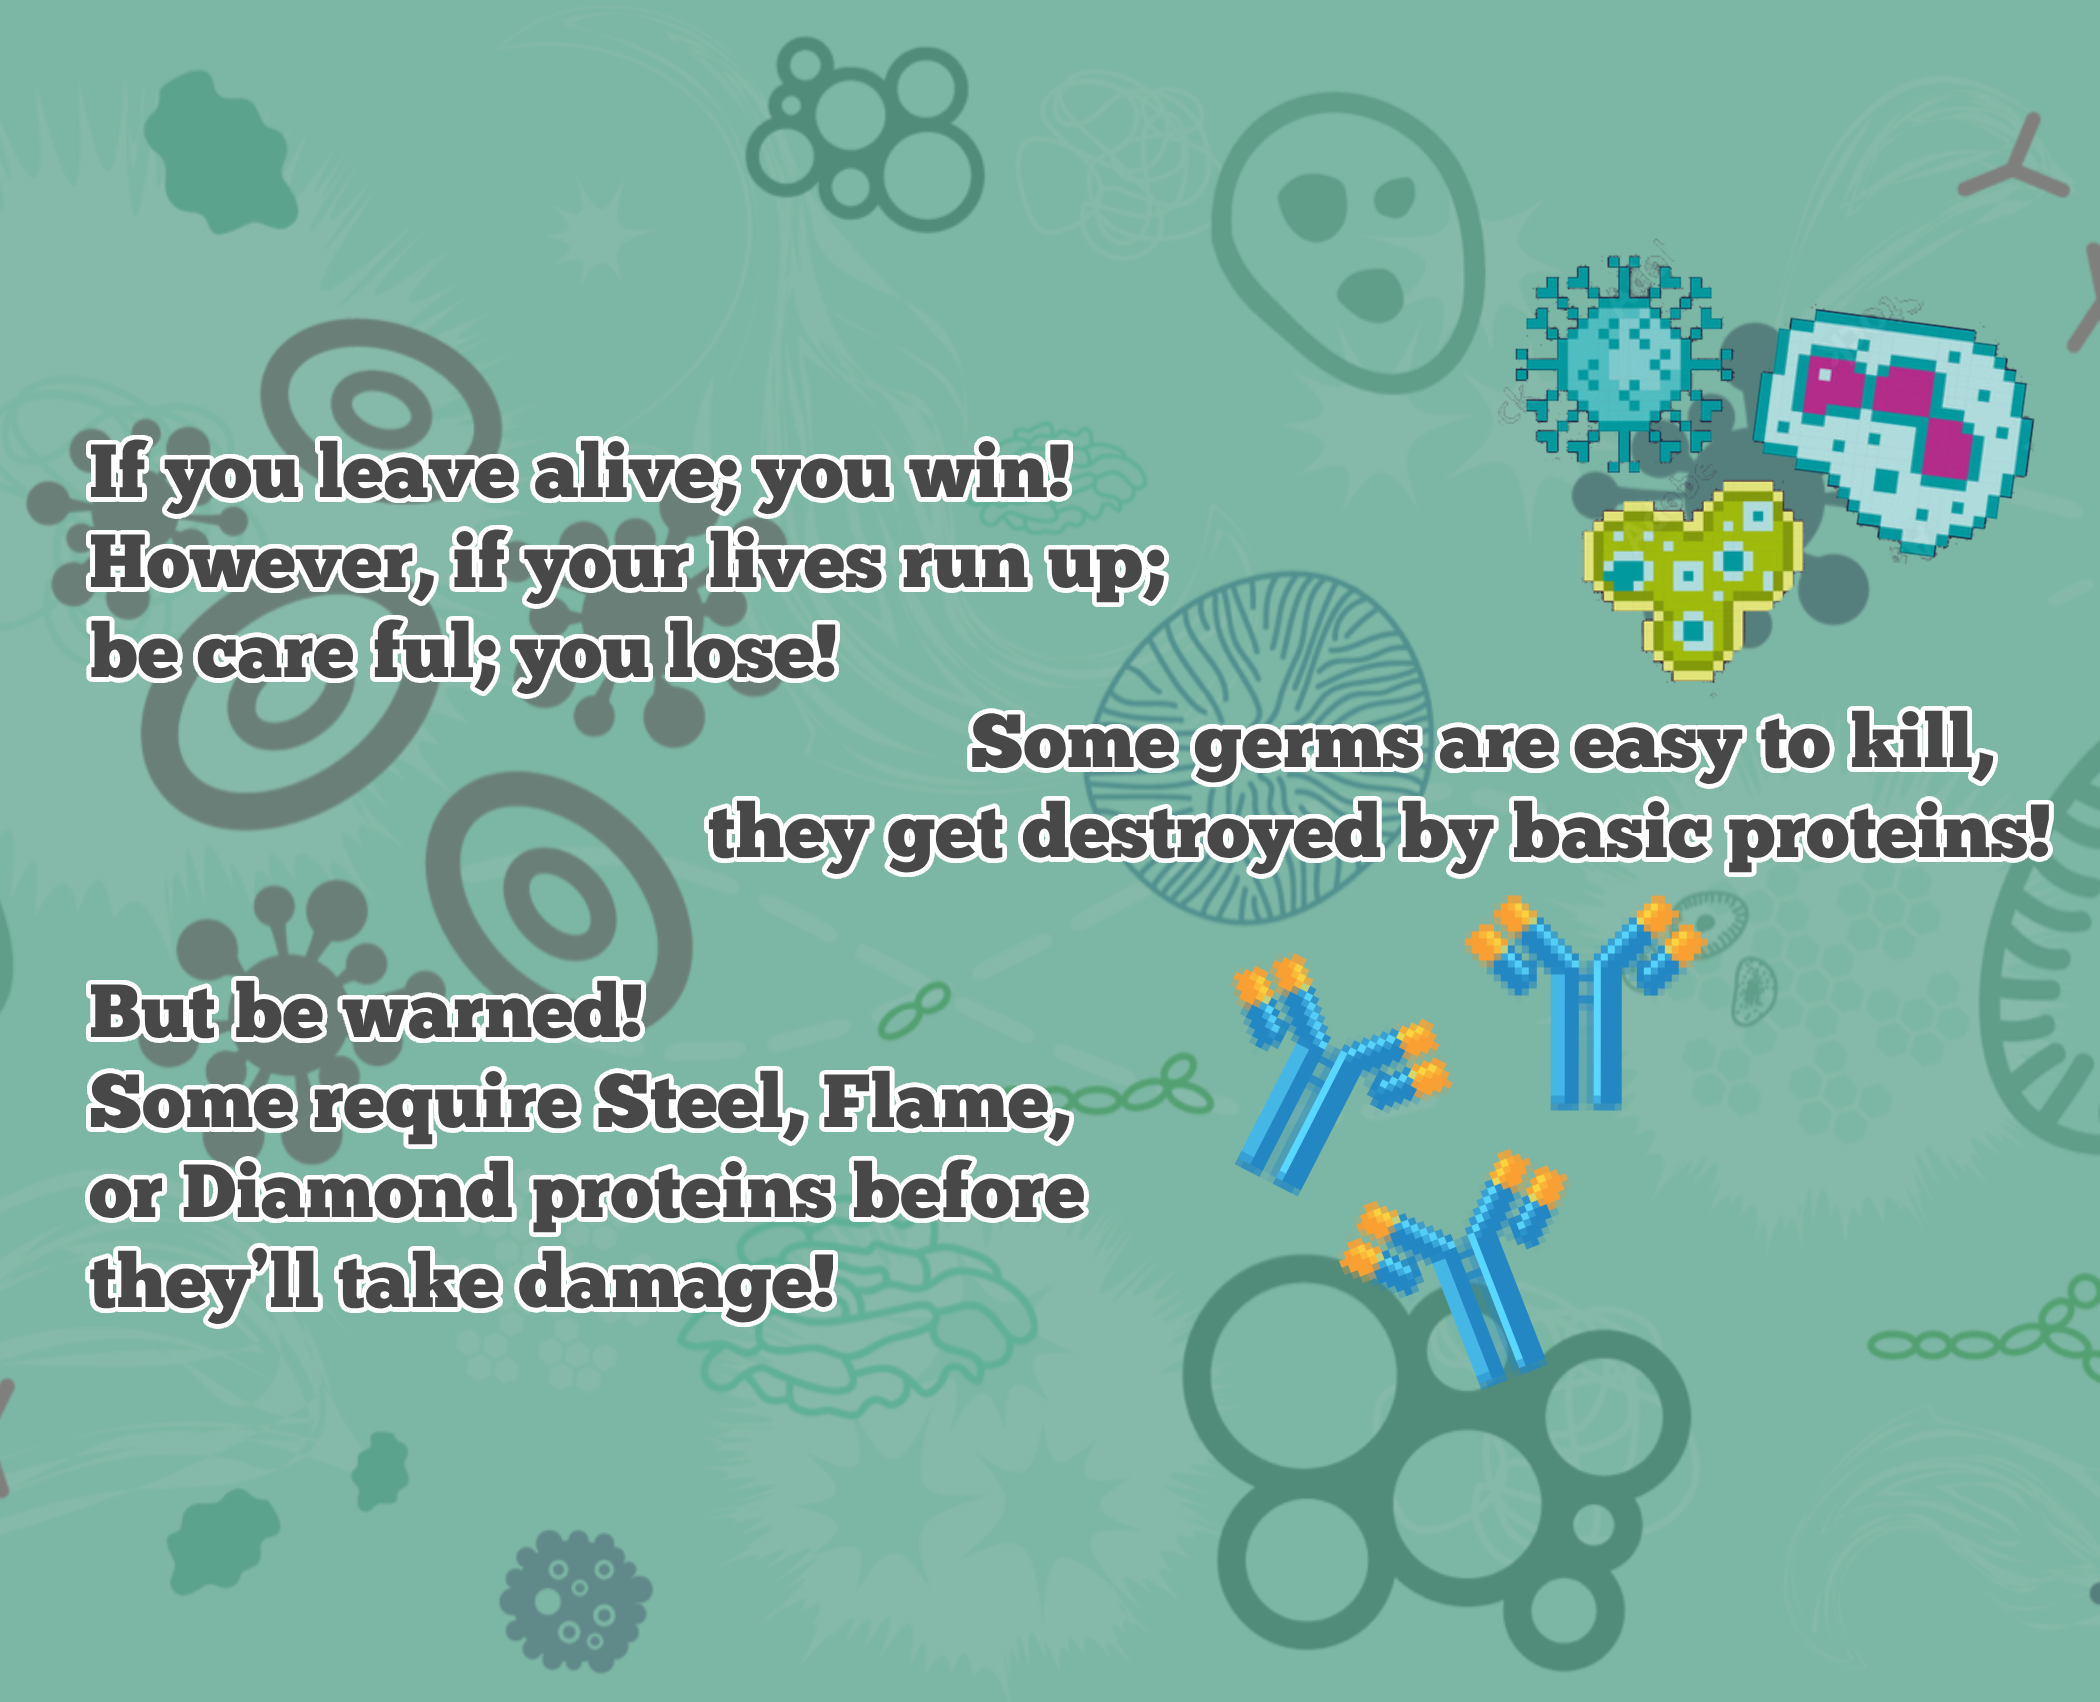 If you leave alive; you win!
However, if your lives run up;
be care ful; you lose!
Some germs are easy to kill,
they get destroyed by basic proteins!
But be warned!
Some require Steel, Flame,
or Diamond proteins before
they’ll take damage!